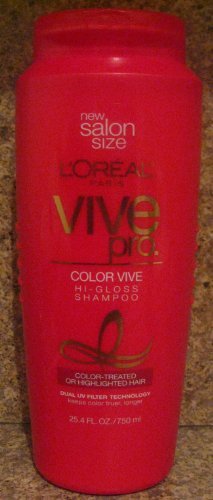 new
salon
size
L'ORÉAL
PARIS
vive
pro.
COLOR VIVE
HI-GLOSS
SHAMPOO
COLOR-TREATED
OR HIGHLIGHTED HAIR
DUAL UV FILTER TECHNOLOGY
keeps color truer, longer
25.4 FL.OZ./750 ml